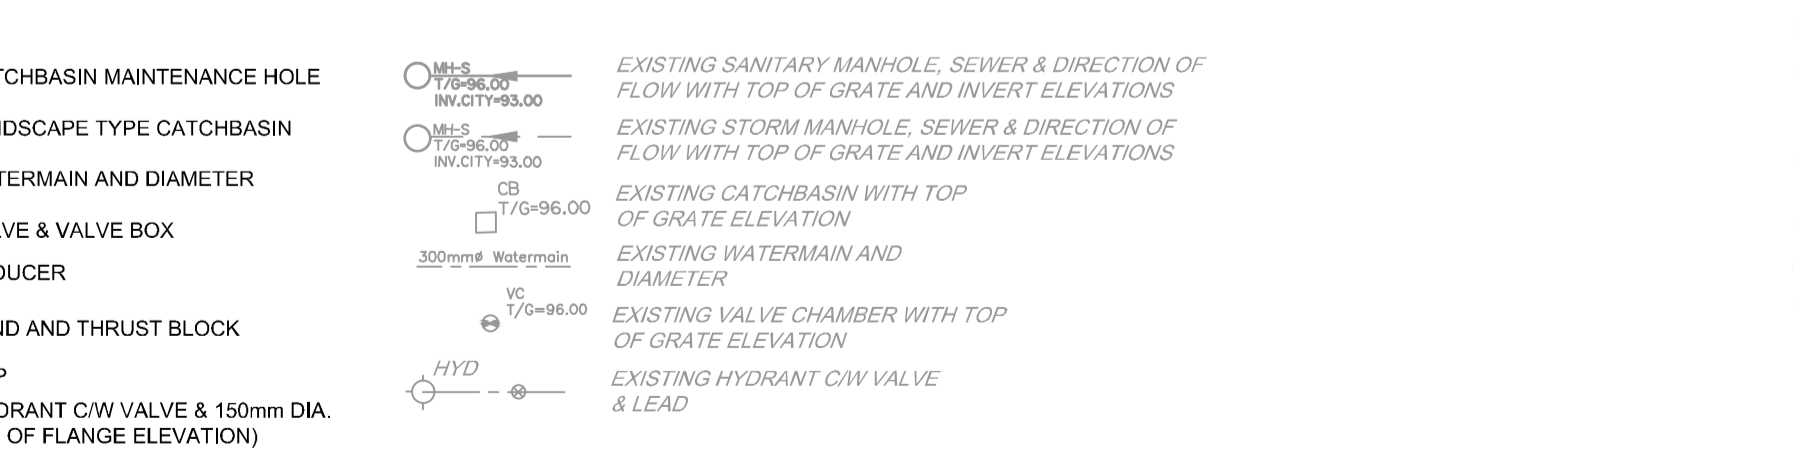 TCHBASIN MAINTENANCE HOLE
NDSCAPE TYPE CATCHBASIN
TERMAIN AND DIAMETER
LVE & VALVE BOX
DUCER
ND AND THRUST BLOCK
P
DRANT C/W VALVE & 150mm DIA.
OF FLANGE ELEVATION)
MH-S
T/G=96.00
INV.CITY=93.00
EXISTING SANITARY MANHOLE, SEWER & DIRECTION OF
FLOW WITH TOP OF GRATE AND INVERT ELEVATIONS
MH-S
T/G=96.00
INV.CITY=93.00
EXISTING STORM MANHOLE, SEWER & DIRECTION OF
FLOW WITH TOP OF GRATE AND INVERT ELEVATIONS
CB
T/G=96.00
EXISTING CATCHBASIN WITH TOP
OF GRATE ELEVATION
300mmø Watermain
EXISTING WATERMAIN AND
DIAMETER
VC
T/G=96.00
EXISTING VALVE CHAMBER WITH TOP
OF GRATE ELEVATION
HYD
EXISTING HYDRANT C/W VALVE
& LEAD